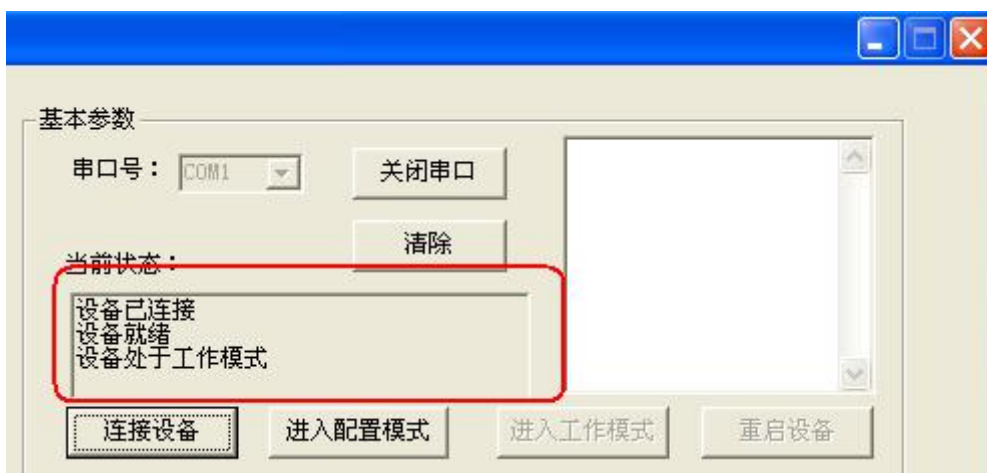 基本参数
串口号： COM1 关闭串口
清除
当前状态：
设备已连接
设备就绪
设备处于工作模式
连接设备 进入配置模式 进入工作模式 重启设备